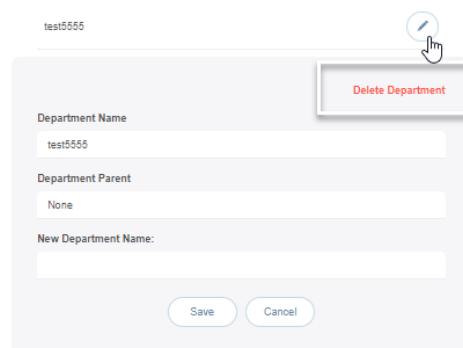 test5555
Delete Department
Department Name
test5555
Department Parent
None
New Department Name:
Save Cancel